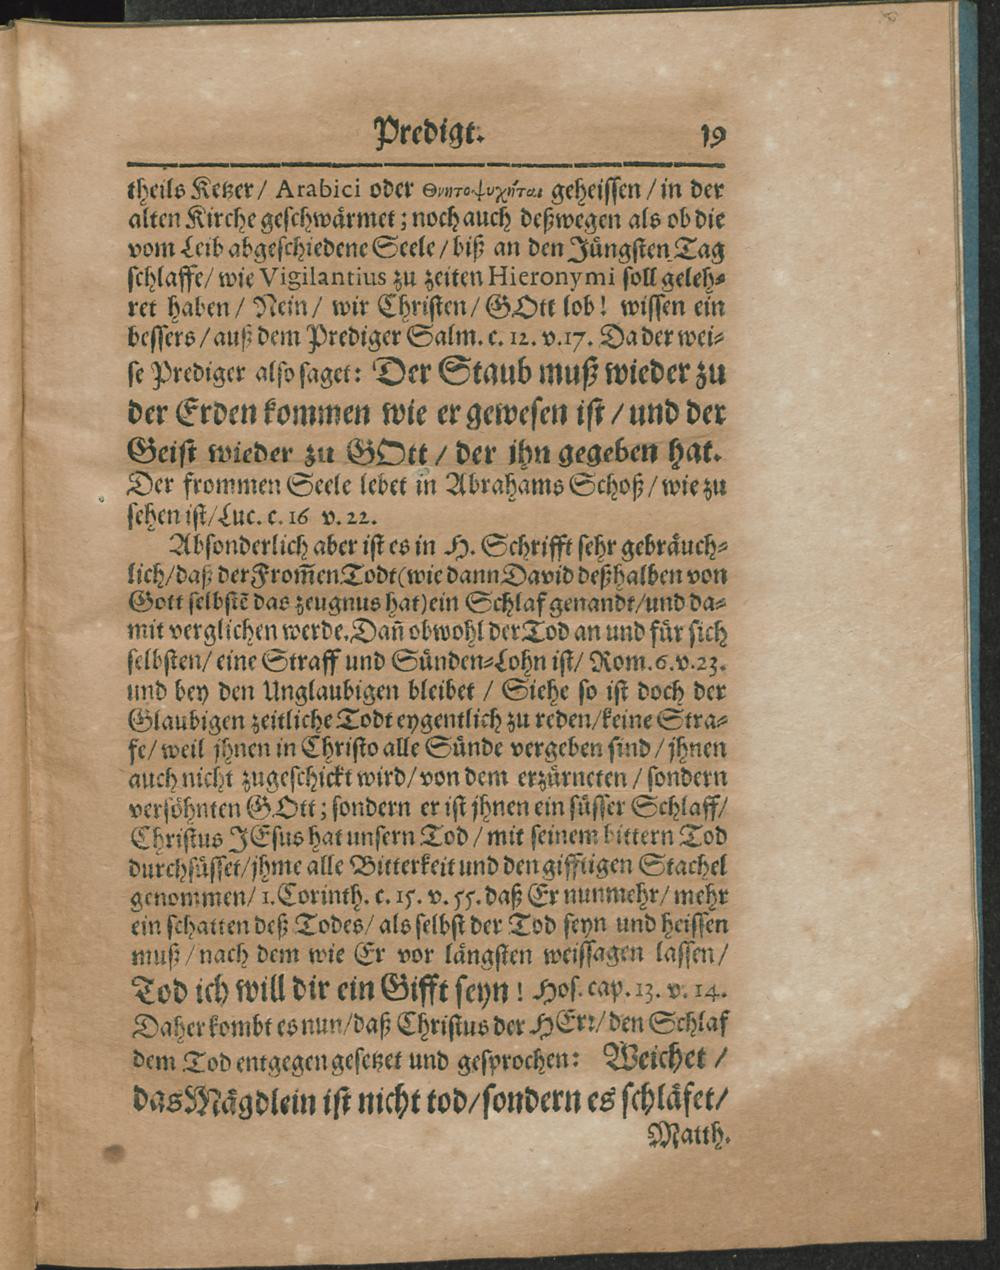 Predigt. 19
theils Ketzer/ Arabici oder Θνητοψυχῆται geheissen / in der
alten Kirche geschwärmet ; noch auch deßwegen als ob die
vom Leib abgeschiedene Seele / biß an den Jüngsten Tag
schlaffe/ wie Vigilantius zu zeiten Hieronymi soll geleh-
ret haben / Nein / wir Christen / GOtt lob! wissen ein
bessers / auß dem Prediger Salm. c. 12. v. 17. Da der wei-
se Prediger also saget: Der Staub muß wieder zu
der Erden kommen wie er gewesen ist / und der
Geist wieder zu GOtt / der ihn gegeben hat.
Der frommen Seele lebet in Abrahams Schoß / wie zu
sehen ist/ Luc. c. 16 v. 22.
Absonderlich aber ist es in H. Schrifft sehr gebräuch-
lich/ daß der From̃en Todt (wie dann David deßhalben von
Gott selbstẽ das zeugnus hat) ein Schlaf genandt/ und da-
mit verglichen werde. Dañ obwohl der Tod an und für sich
selbsten/ eine Straff und Sünden-Lohn ist/ Rom. 6. v. 23.
und bey den Unglaubigen bleibet / Siehe so ist doch der
Glaubigen zeitliche Todt eygentlich zu reden/ keine Stra-
fe/ weil jhnen in Christo alle Sünde vergeben sind / jhnen
auch nicht zugeschickt wird/ von dem erzürneten / sondern
versöhnten GOtt ; sondern er ist jhnen ein süsser Schlaff/
Christus JEsus hat unsern Tod / mit seinem bittern Tod
durchsüsset/ jhme alle Bitterkeit und den gifftigen Stachel
genommen/ 1. Corinth. c. 15. v. 55. daß Er nunmehr/ mehr
ein schatten deß Todes/ als selbst der Tod seyn und heissen
muß / nach dem wie Er vor längsten weissagen lassen /
Tod ich will dir ein Gifft seyn ! Hos. cap. 13. v. 14.
Daher kombt es nun/ daß Christus der HErr/ den Schlaf
dem Tod entgegen gesetzet und gesprochen: Weichet /
das Mägdlein ist nicht tod/ sondern es schläfet/
Matth.